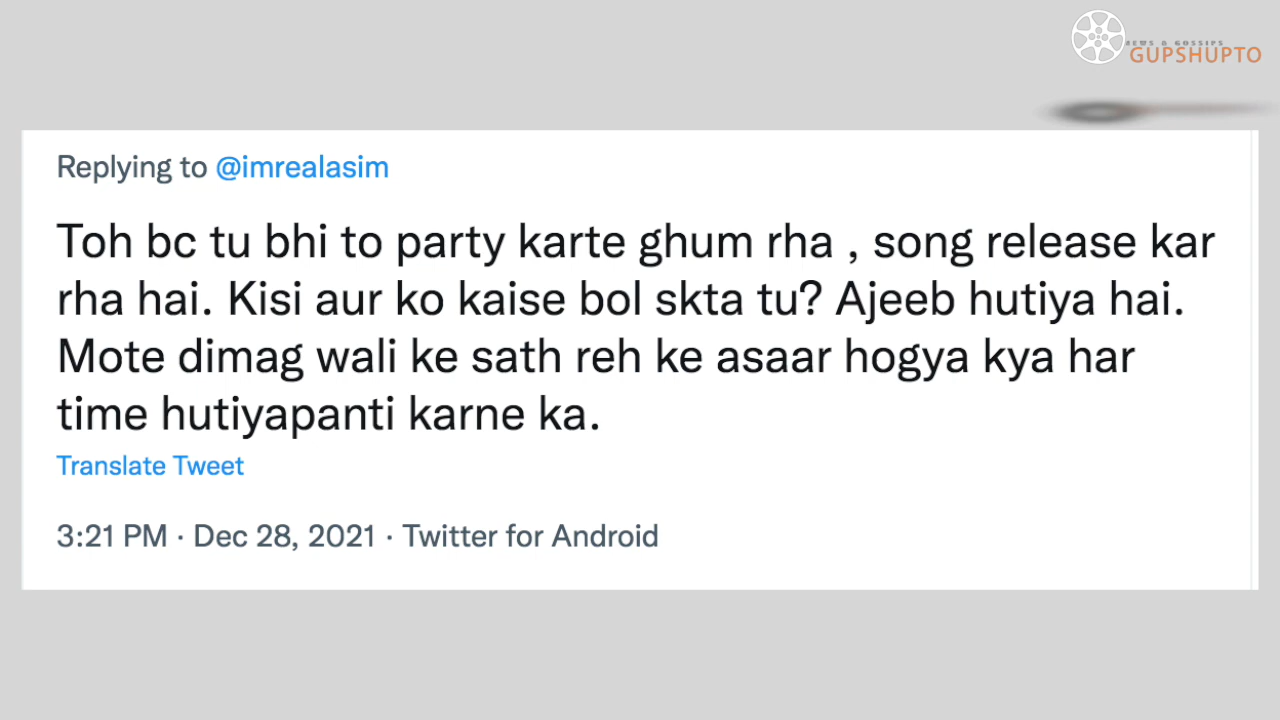 NEWS & GOSSIPS
GUPSHUPTO
Replying to @imrealasim
Toh bc tu bhi to party karte ghum rha , song release kar
rha hai. Kisi aur ko kaise bol skta tu? Ajeeb hutiya hai.
Mote dimag wali ke sath reh ke asaar hogya kya har
time hutiyapanti karne ka.
Translate Tweet
3:21 PM · Dec 28, 2021 · Twitter for Android